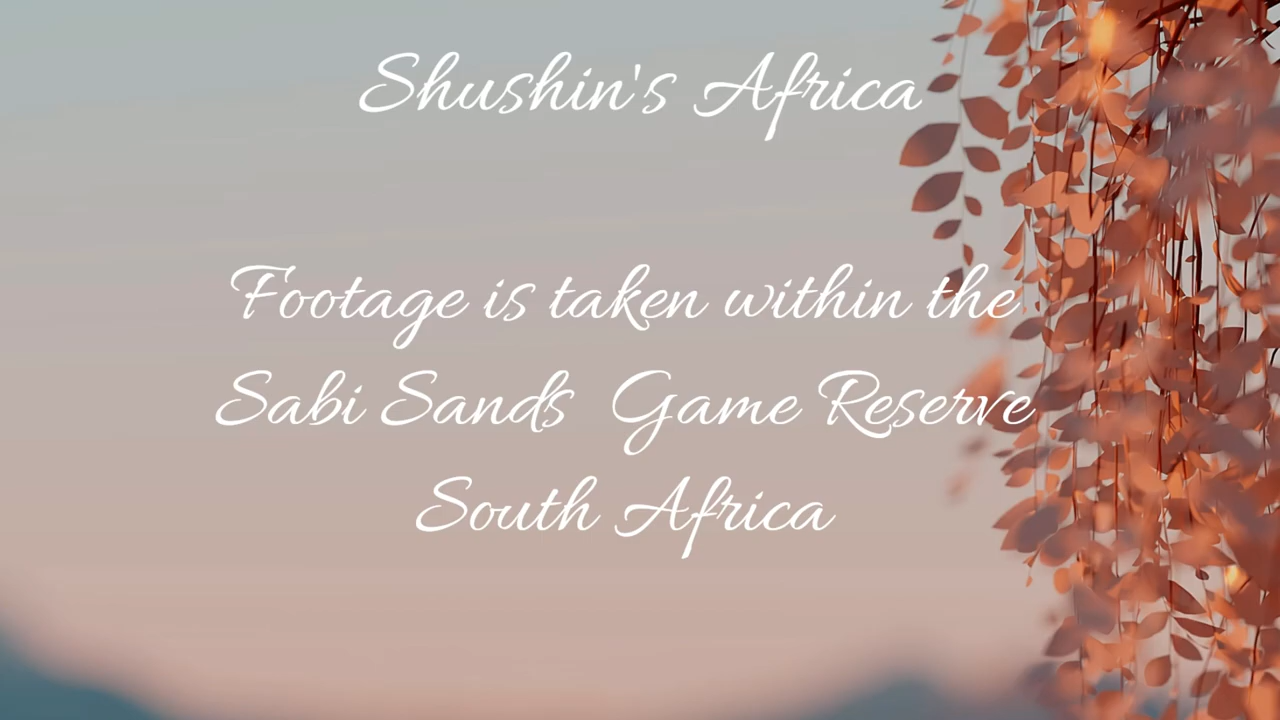 Shushin's Africa
Footage is taken within the
Sabi Sands Game Reserve
South Africa